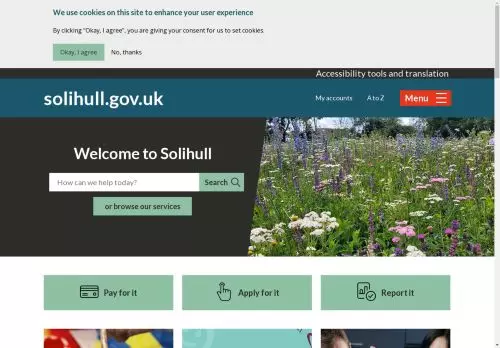 We use cookies on this site to enhance your user experience
By clicking "Okay, I agree", you are giving your consent for us to set cookies.
Okay, I agree No, thanks
Accessibility tools and translation
solihull.gov.uk My accounts A to Z Menu
Welcome to Solihull
How can we help today? Search
or browse our services
Pay for it Apply for it Report it